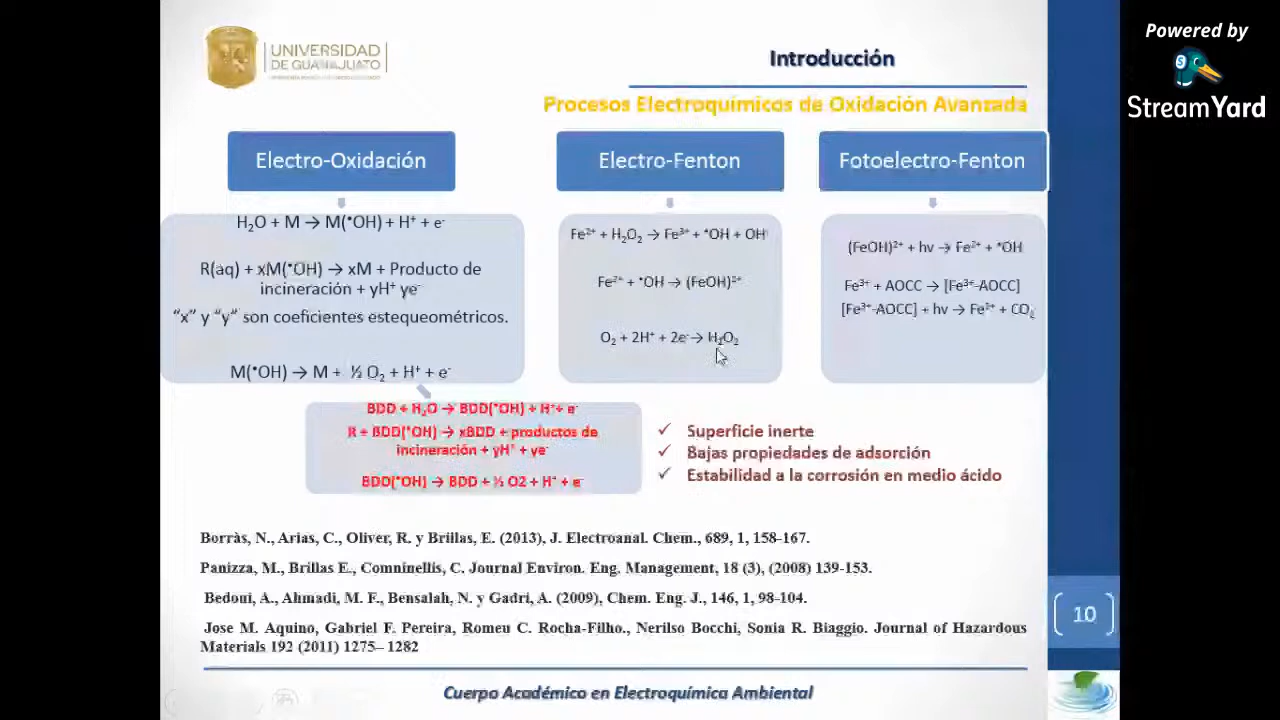 Powered by
StreamYard
UNIVERSIDAD
DE GUANAJUATO
Introducción
Procesos Electroquímicos de Oxidación Avanzada
Electro-Oxidación
H₂O + M → M(•OH) + H⁺ + e⁻
R(aq) + xM(•OH) → xM + Producto de
incineración + yH⁺ ye⁻
“x” y “y” son coeficientes estequeométricos.
M(•OH) → M + ½ O₂ + H⁺ + e⁻
BDD + H₂O → BDD(•OH) + H⁺+ e⁻
R + BDD(•OH) → xBDD + productos de
incineración + yH⁺ + ye⁻
BDD(•OH) → BDD + ½ O2 + H⁺ + e⁻
Electro-Fenton
Fe²⁺ + H₂O₂ → Fe³⁺ + •OH + OH⁻
Fe²⁺ + •OH → (FeOH)²⁺
O₂ + 2H⁺ + 2e⁻→ H₂O₂
Fotoelectro-Fenton
(FeOH)²⁺ + hv → Fe²⁺ + •OH
Fe³⁺ + AOCC → [Fe³⁺-AOCC]
[Fe³⁺-AOCC] + hv → Fe²⁺ + CO₂
✓ Superficie inerte
✓ Bajas propiedades de adsorción
✓ Estabilidad a la corrosión en medio ácido
Borràs, N., Arias, C., Oliver, R. y Brillas, E. (2013), J. Electroanal. Chem., 689, 1, 158-167.
Panizza, M., Brillas E., Comninellis, C. Journal Environ. Eng. Management, 18 (3), (2008) 139-153.
Bedoui, A., Ahmadi, M. F., Bensalah, N. y Gadri, A. (2009), Chem. Eng. J., 146, 1, 98-104.
Jose M. Aquino, Gabriel F. Pereira, Romeu C. Rocha-Filho., Nerilso Bocchi, Sonia R. Biaggio. Journal of Hazardous
Materials 192 (2011) 1275– 1282
10
Cuerpo Académico en Electroquímica Ambiental